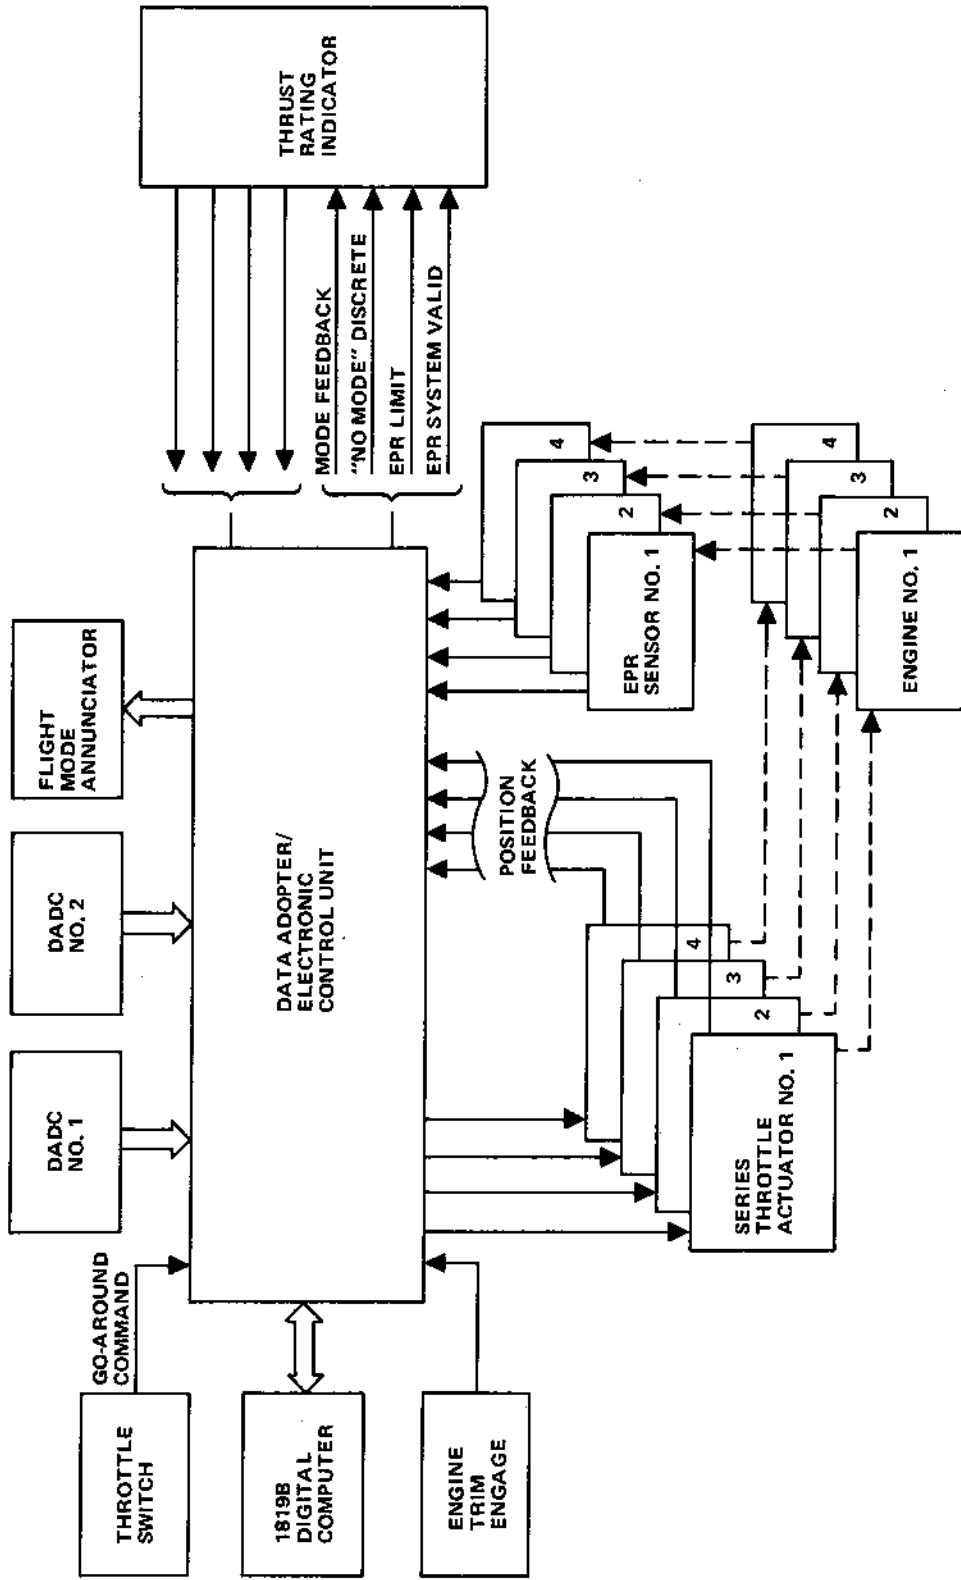 THROTTLE
SWITCH
GO-AROUND
COMMAND
DADC
NO. 1
DADC
NO. 2
FLIGHT
MODE
ANNUNCIATOR
1819B
DIGITAL
COMPUTER
DATA ADOPTER/
ELECTRONIC
CONTROL UNIT
THRUST
RATING
INDICATOR
MODE FEEDBACK
"NO MODE" DISCRETE
EPR LIMIT
EPR SYSTEM VALID
ENGINE
TRIM
ENGAGE
POSITION
FEEDBACK
4
3
2
SERIES
THROTTLE
ACTUATOR NO. 1
4
3
2
EPR
SENSOR NO. 1
4
3
2
ENGINE NO. 1